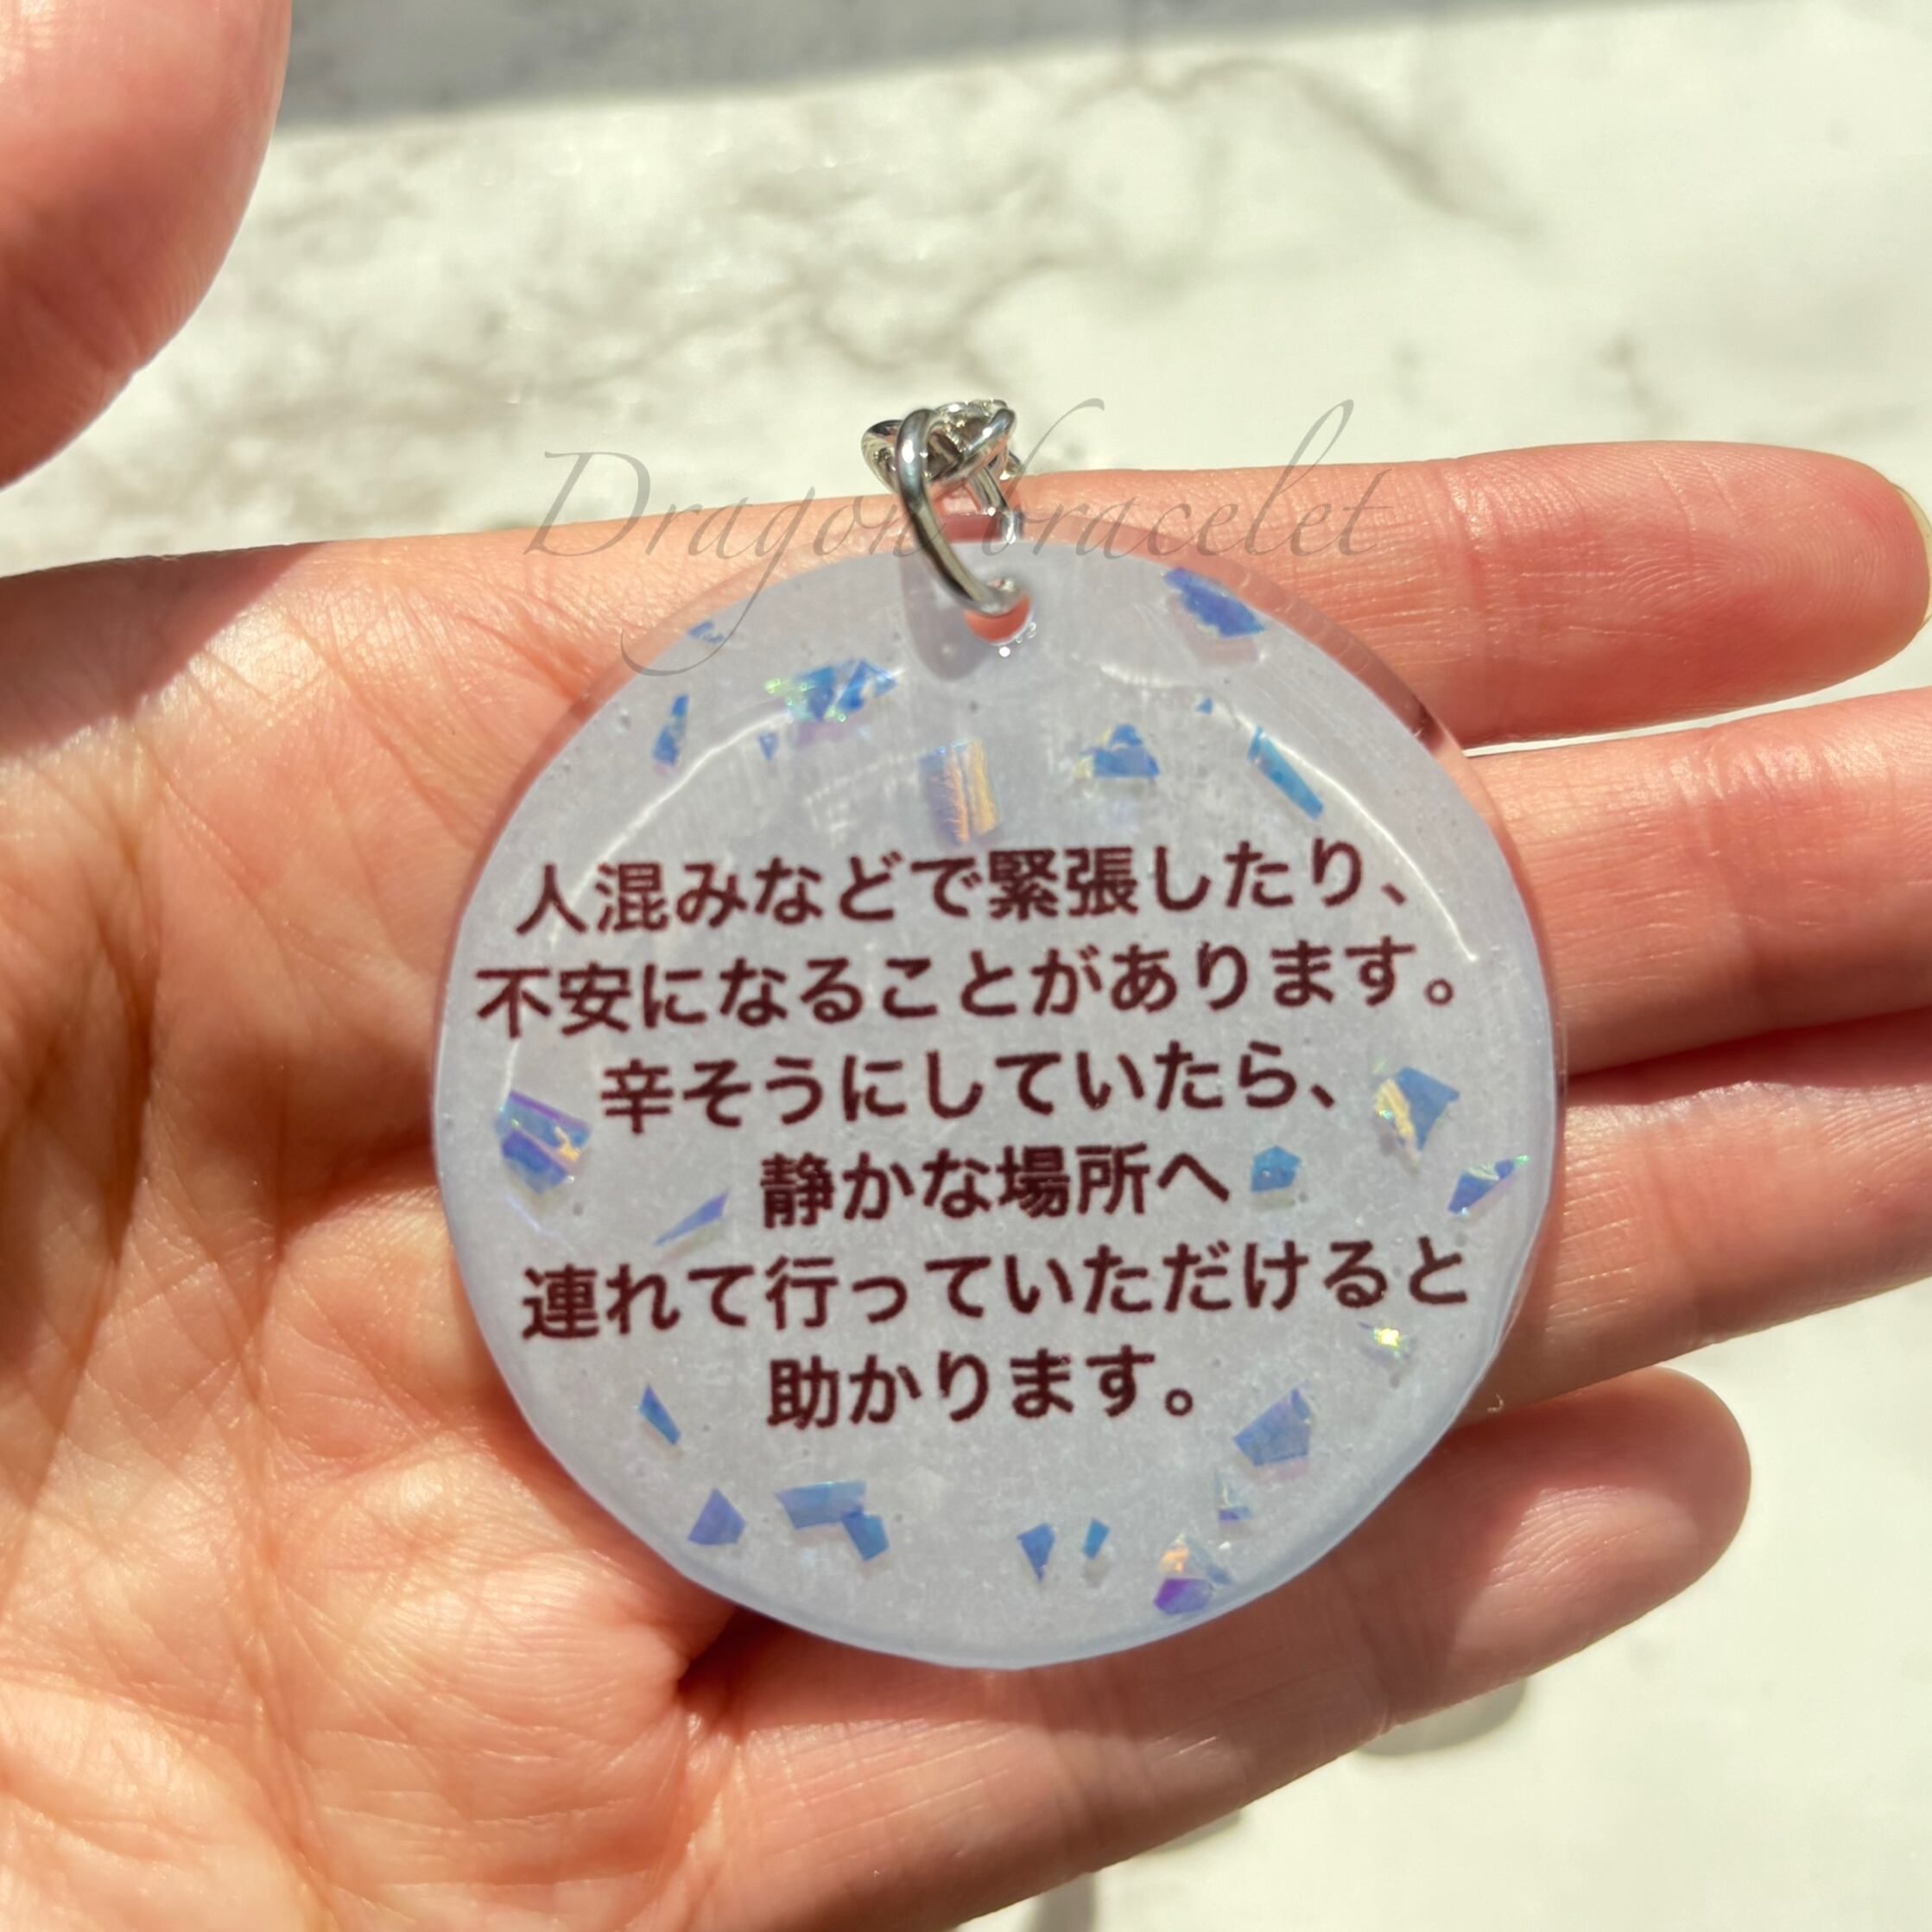 Dragon bracelet
人混みなどで緊張したり、
不安になることがあります。
辛そうにしていたら、
静かな場所へ
連れて行っていただけると
助かります。